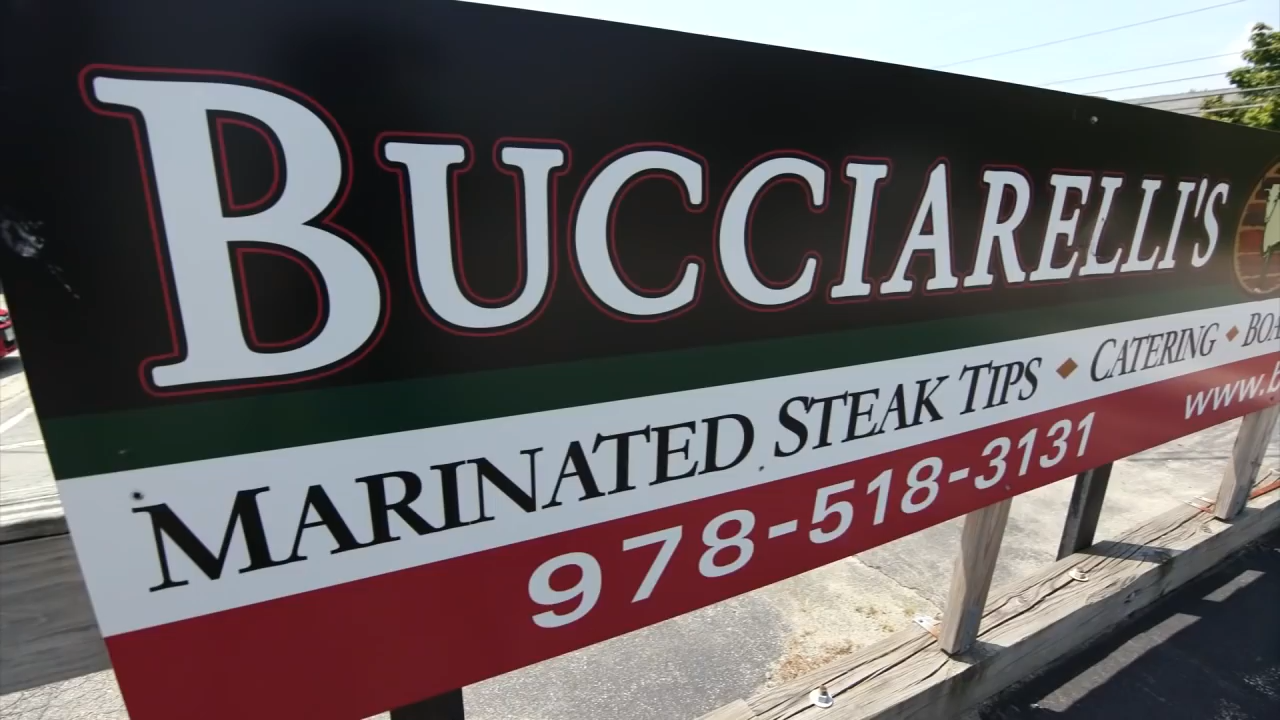 BUCCIARELLI'S
MARINATED STEAK TIPS • CATERING •
978-518-3131